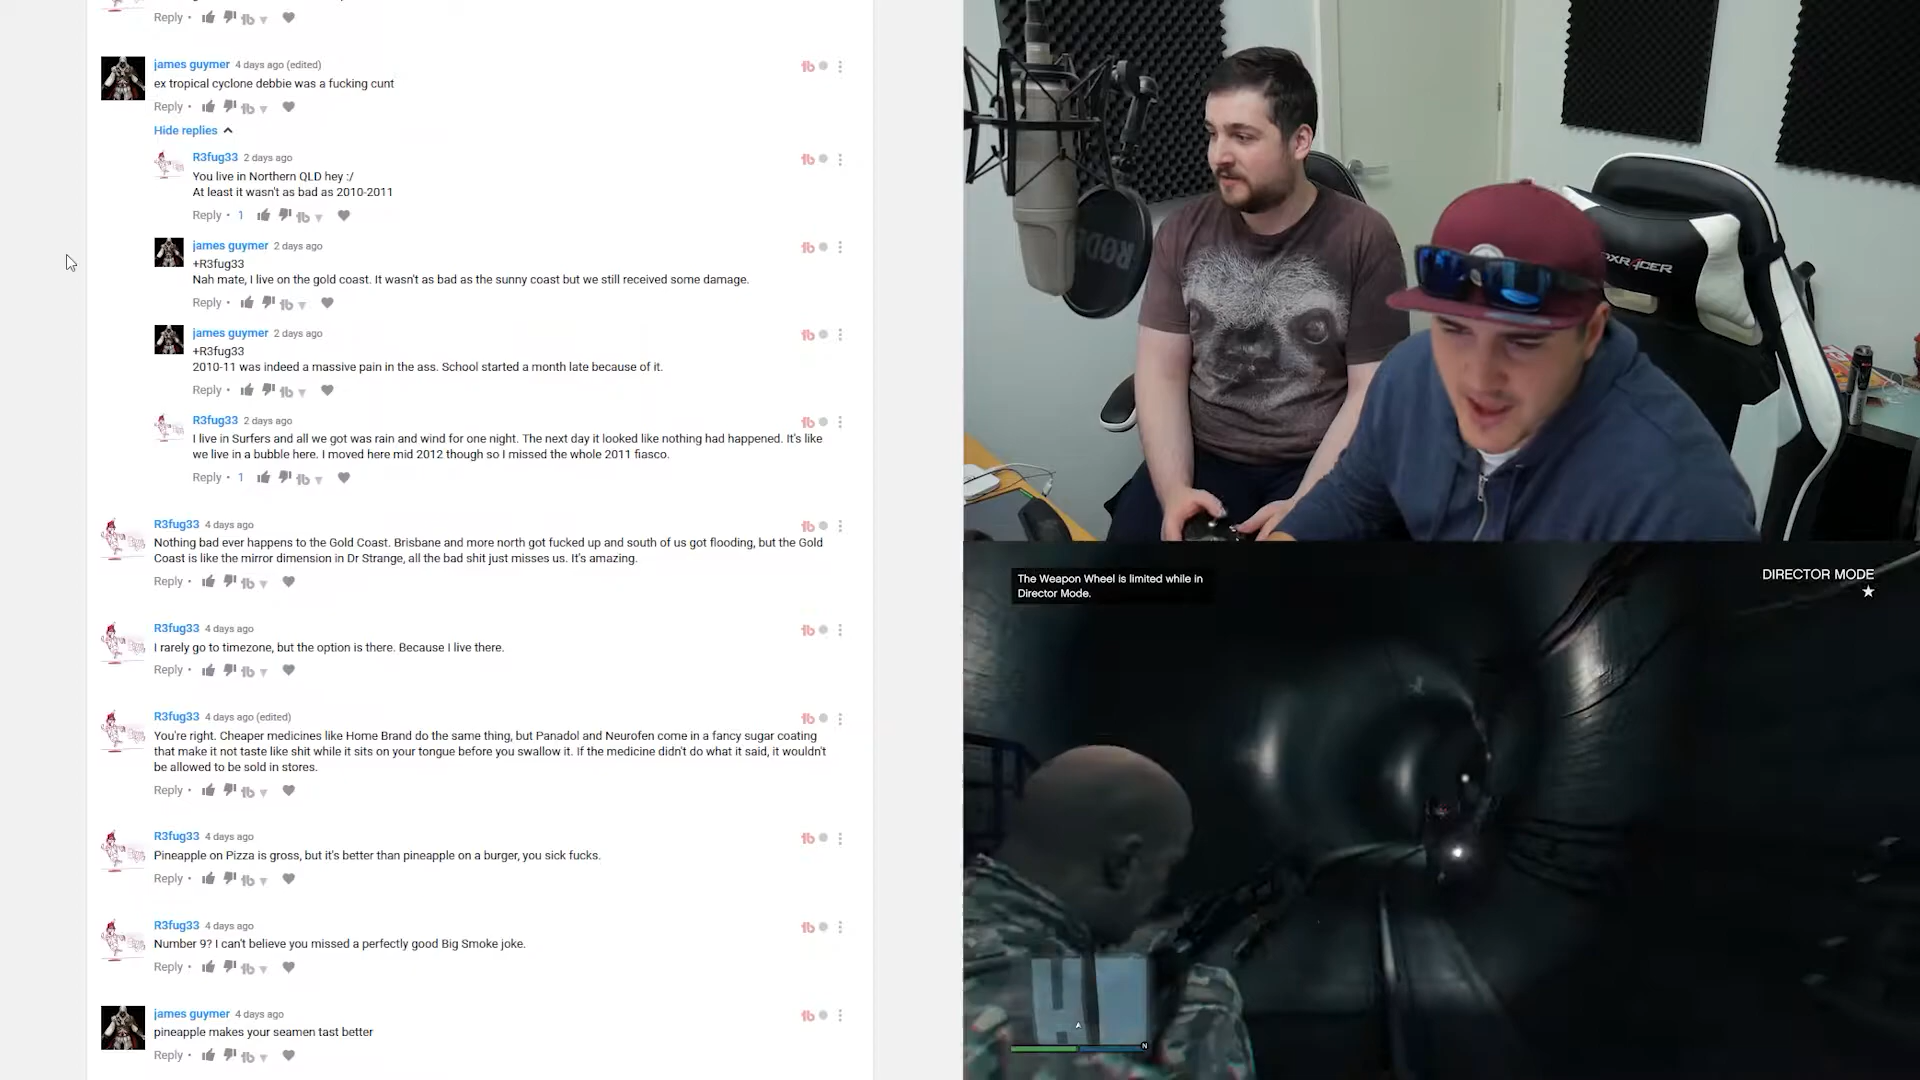 Reply •
james guymer 4 days ago (edited)
ex tropical cyclone debbie was a fucking cunt
Reply •
Hide replies
R3fug33 2 days ago
You live in Northern QLD hey :/
At least it wasn't as bad as 2010-2011
Reply • 1
james guymer 2 days ago
+R3fug33
Nah mate, I live on the gold coast. It wasn't as bad as the sunny coast but we still received some damage.
Reply •
james guymer 2 days ago
+R3fug33
2010-11 was indeed a massive pain in the ass. School started a month late because of it.
Reply •
R3fug33 2 days ago
I live in Surfers and all we got was rain and wind for one night. The next day it looked like nothing had happened. It's like
we live in a bubble here. I moved here mid 2012 though so I missed the whole 2011 fiasco.
Reply • 1
R3fug33 4 days ago
Nothing bad ever happens to the Gold Coast. Brisbane and more north got fucked up and south of us got flooding, but the Gold
Coast is like the mirror dimension in Dr Strange, all the bad shit just misses us. It's amazing.
Reply •
R3fug33 4 days ago
I rarely go to timezone, but the option is there. Because I live there.
Reply •
R3fug33 4 days ago (edited)
You're right. Cheaper medicines like Home Brand do the same thing, but Panadol and Neurofen come in a fancy sugar coating
that make it not taste like shit while it sits on your tongue before you swallow it. If the medicine didn't do what it said, it wouldn't
be allowed to be sold in stores.
Reply •
R3fug33 4 days ago
Pineapple on Pizza is gross, but it's better than pineapple on a burger, you sick fucks.
Reply •
R3fug33 4 days ago
Number 9? I can't believe you missed a perfectly good Big Smoke joke.
Reply •
james guymer 4 days ago
pineapple makes your seamen tast better
Reply •
RODE
DXRACER
The Weapon Wheel is limited while in
Director Mode.
DIRECTOR MODE
N